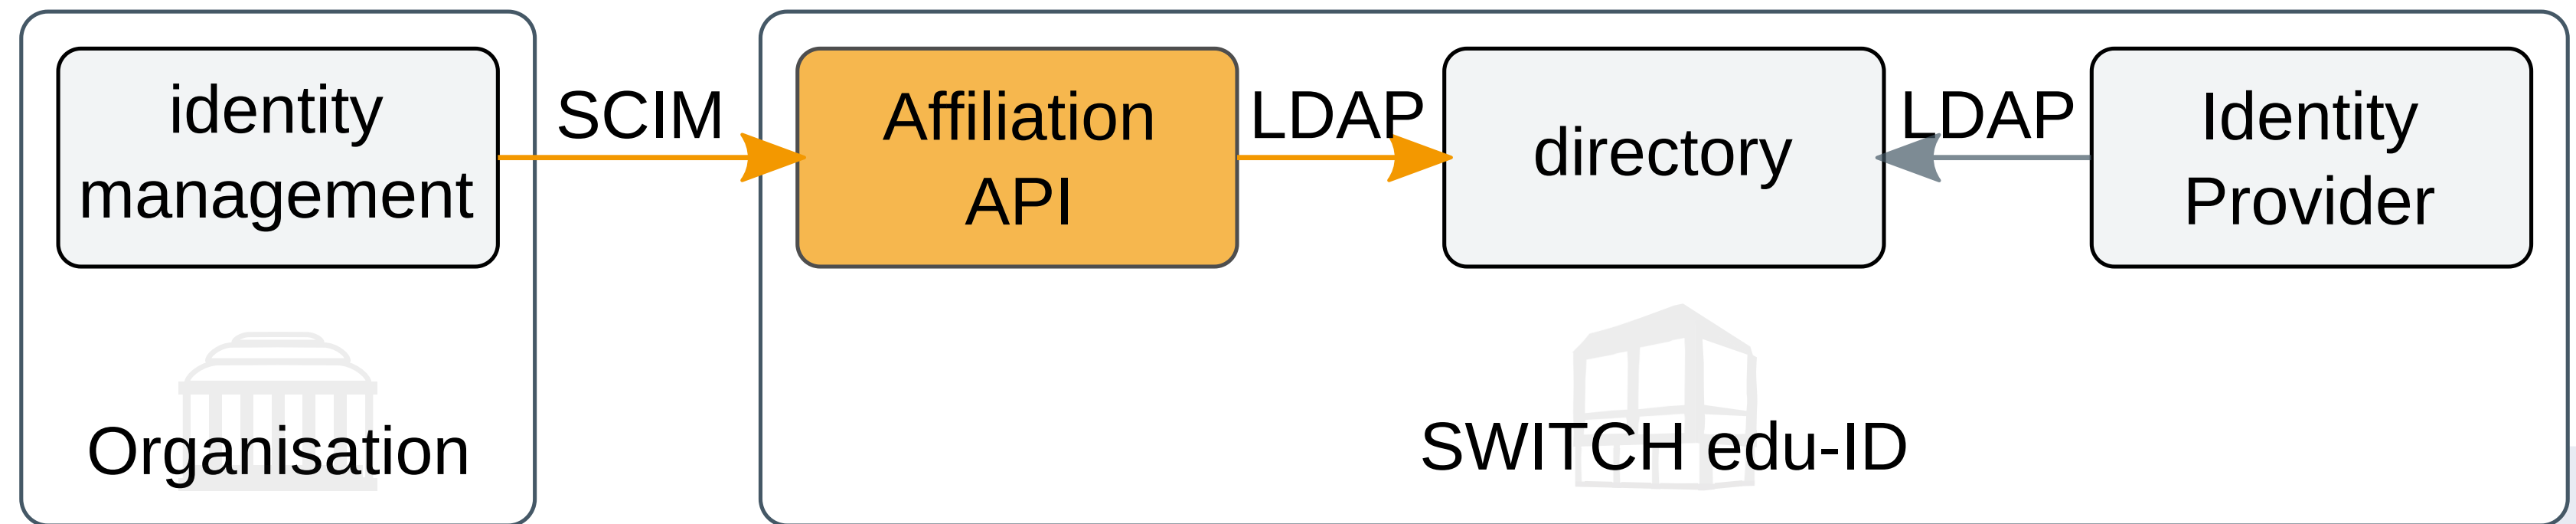 identity
management
SCIM
Affiliation
API
LDAP
directory
LDAP
Identity
Provider
Organisation
SWITCH edu-ID